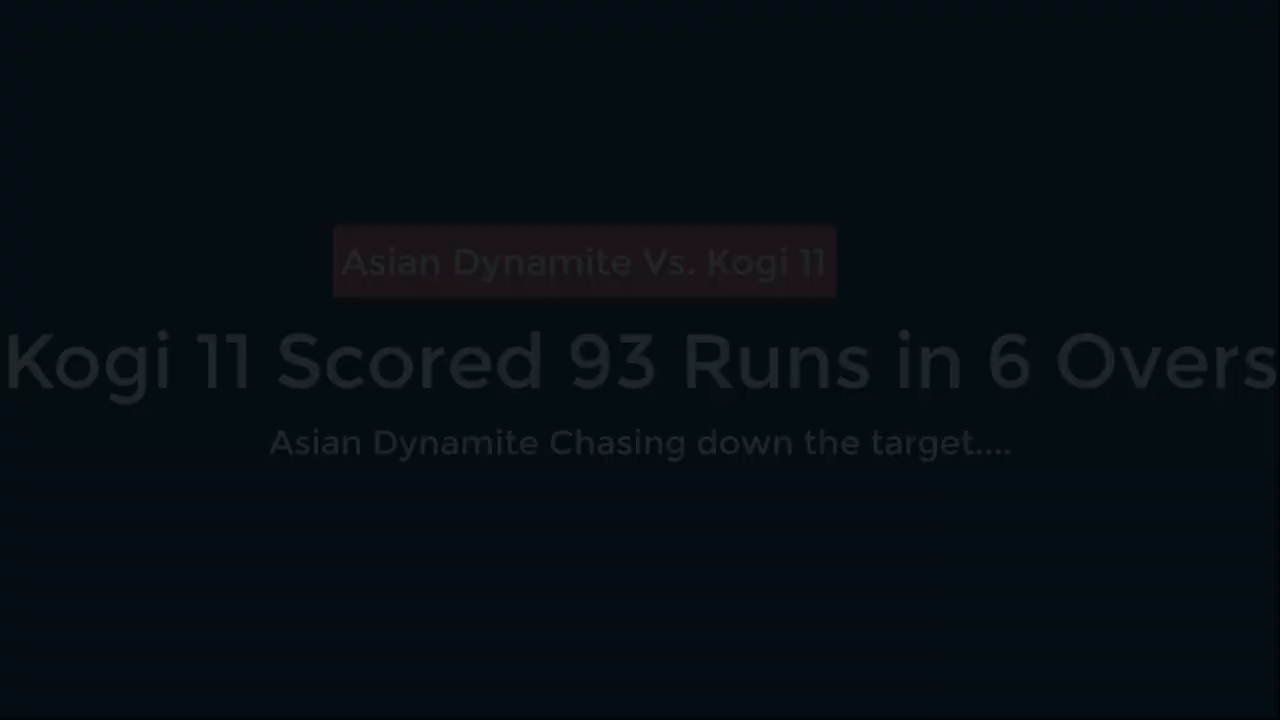 Asian Dynamite Vs. Kogi 11
Kogi 11 Scored 93 Runs in 6 Overs
Asian Dynamite Chasing down the target....